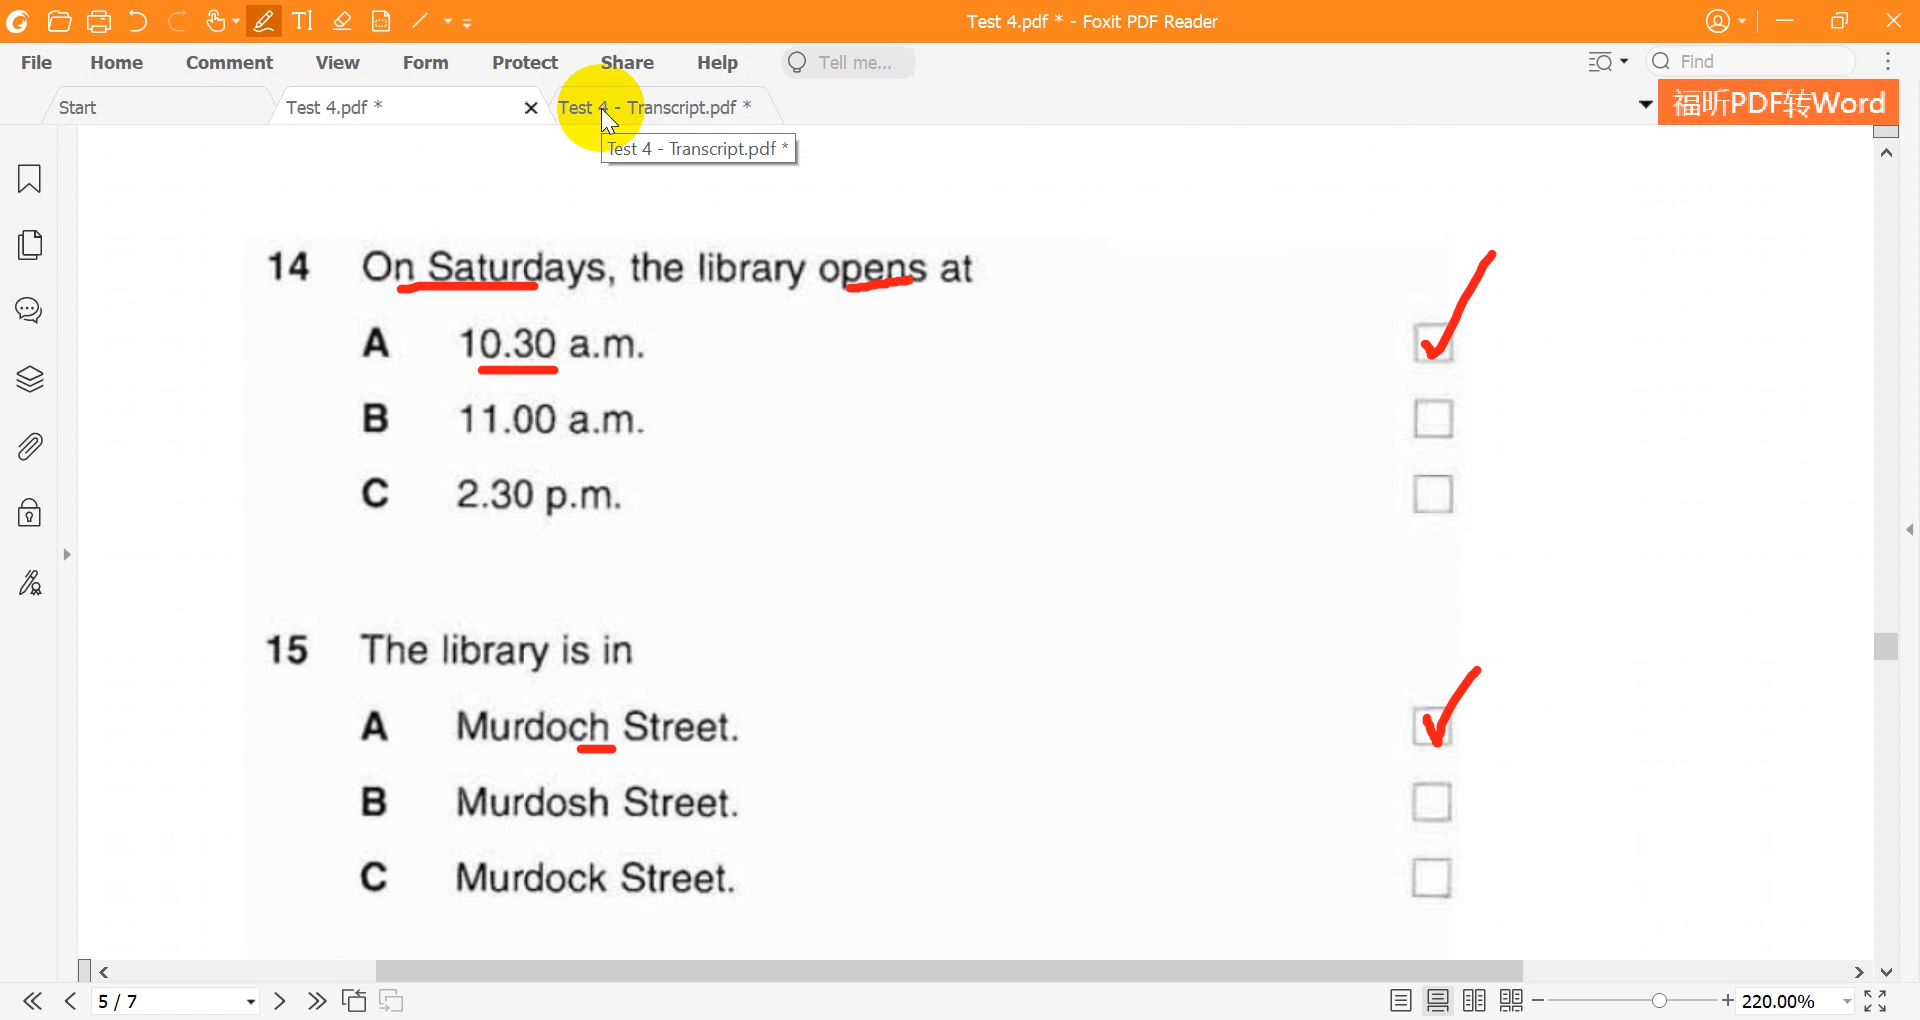 Test 4.pdf * - Foxit PDF Reader
File Home Comment View Form Protect Share Help Tell me... Find
Start Test 4.pdf * Test 4 - Transcript.pdf * 福昕PDF转Word
Test 4 - Transcript.pdf *
14 On Saturdays, the library opens at
A 10.30 a.m.
B 11.00 a.m.
C 2.30 p.m.
15 The library is in
A Murdoch Street.
B Murdosh Street.
C Murdock Street.
5 / 7 220.00%